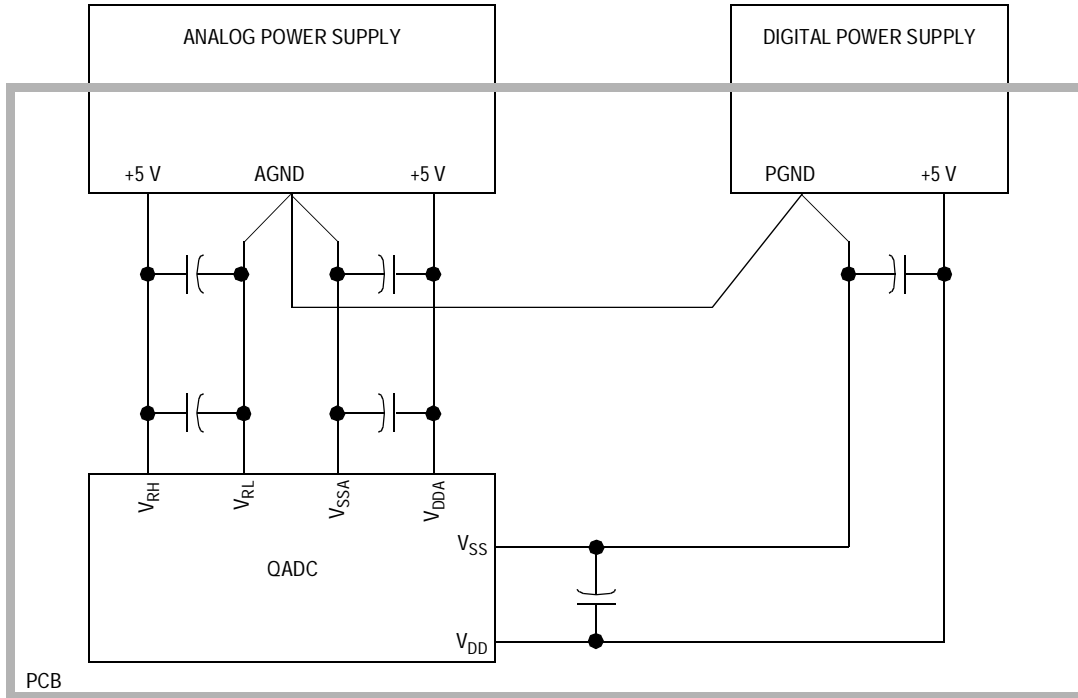 ANALOG POWER SUPPLY
DIGITAL POWER SUPPLY
+5 V
AGND
+5 V
PGND
+5 V
VRH
VRL
VSSA
VDDA
VSS
QADC
VDD
PCB